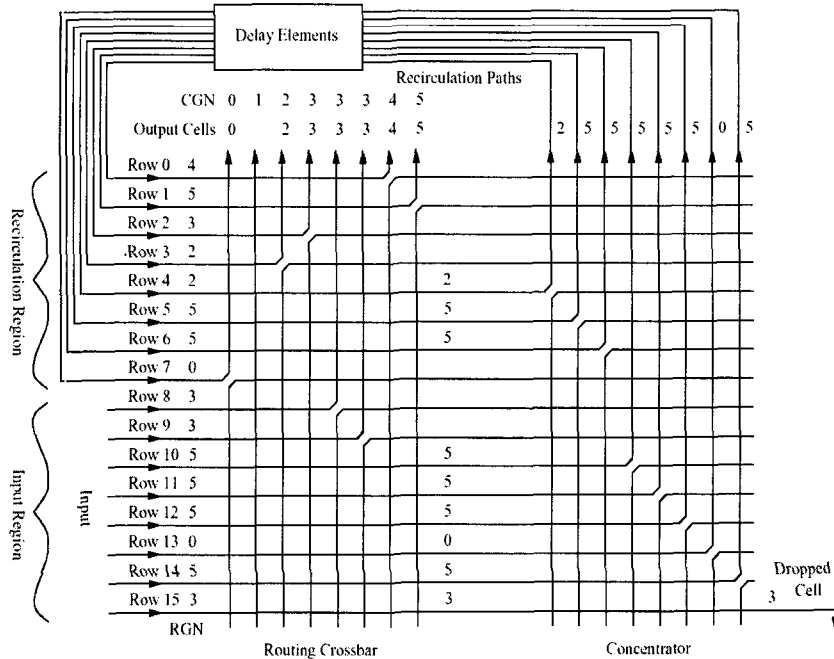 Delay Elements
Recirculation Paths
CGN 0 1 2 3 3 3 4 5
Output Cells 0 2 3 3 3 4 5 2 5 5 5 5 5 0 5
Row 0 4
Row 1 5
Row 2 3
Row 3 2
Row 4 2 2
Row 5 5 5
Row 6 5 5
Row 7 0
Row 8 3
Row 9 3
Row 10 5 5
Row 11 5 5
Row 12 5 5
Row 13 0 0
Row 14 5 5
Row 15 3 3
Recirculation Region
Input Region
Input
Dropped
Cell
3
RGN
Routing Crossbar
Concentrator